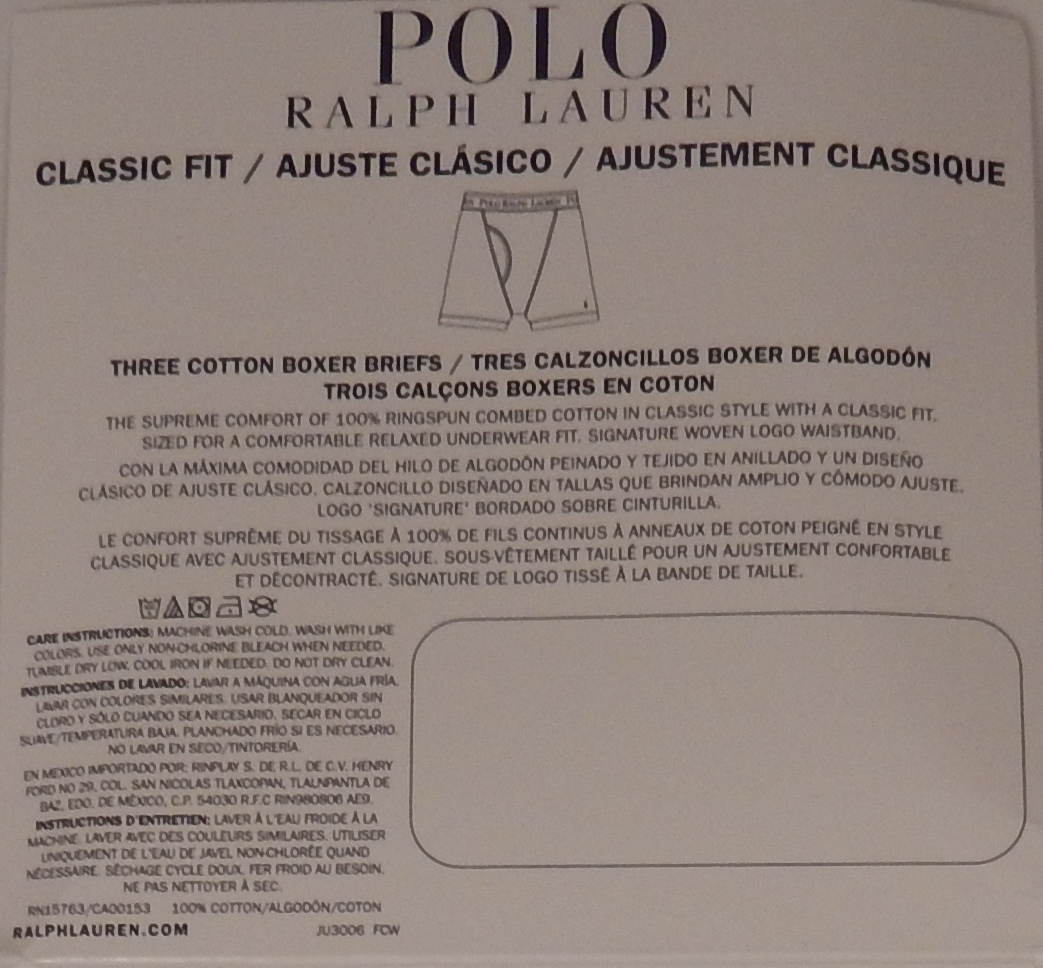 POLO
RALPH LAUREN
CLASSIC FIT / AJUSTE CLÁSICO / AJUSTEMENT CLASSIQUE
POLO RALPH LAUREN
THREE COTTON BOXER BRIEFS / TRES CALZONCILLOS BOXER DE ALGODÓN
TROIS CALÇONS BOXERS EN COTON
THE SUPREME COMFORT OF 100% RINGSPUN COMBED COTTON IN CLASSIC STYLE WITH A CLASSIC FIT.
SIZED FOR A COMFORTABLE RELAXED UNDERWEAR FIT. SIGNATURE WOVEN LOGO WAISTBAND.
CON LA MÁXIMA COMODIDAD DEL HILO DE ALGODÓN PEINADO Y TEJIDO EN ANILLADO Y UN DISEÑO
CLÁSICO DE AJUSTE CLÁSICO. CALZONCILLO DISEÑADO EN TALLAS QUE BRINDAN AMPLIO Y CÓMODO AJUSTE.
LOGO 'SIGNATURE' BORDADO SOBRE CINTURILLA.
LE CONFORT SUPRÊME DU TISSAGE À 100% DE FILS CONTINUS À ANNEAUX DE COTON PEIGNÉ EN STYLE
CLASSIQUE AVEC AJUSTEMENT CLASSIQUE. SOUS-VÊTEMENT TAILLÉ POUR UN AJUSTEMENT CONFORTABLE
ET DÉCONTRACTÉ. SIGNATURE DE LOGO TISSÉ À LA BANDE DE TAILLE.
CARE INSTRUCTIONS: MACHINE WASH COLD. WASH WITH LIKE
COLORS. USE ONLY NON-CHLORINE BLEACH WHEN NEEDED.
TUMBLE DRY LOW. COOL IRON IF NEEDED. DO NOT DRY CLEAN.
INSTRUCCIONES DE LAVADO: LAVAR A MÁQUINA CON AGUA FRÍA.
LAVAR CON COLORES SIMILARES. USAR BLANQUEADOR SIN
CLORO Y SÓLO CUANDO SEA NECESARIO. SECAR EN CICLO
SUAVE/TEMPERATURA BAJA. PLANCHADO FRÍO SI ES NECESARIO.
NO LAVAR EN SECO/TINTORERÍA.
EN MEXICO IMPORTADO POR: RINPLAY S. DE R.L. DE C.V. HENRY
FORD NO 29, COL. SAN NICOLAS TLAXCOPAN, TLALNPANTLA DE
BAZ, EDO. DE MÉXICO, C.P. 54030 R.F.C RIN980806 AE9.
INSTRUCTIONS D'ENTRETIEN: LAVER À L'EAU FROIDE À LA
MACHINE. LAVER AVEC DES COULEURS SIMILAIRES. UTILISER
UNIQUEMENT DE L'EAU DE JAVEL NON-CHLORÉE QUAND
NÉCESSAIRE. SÉCHAGE CYCLE DOUX. FER FROID AU BESOIN.
NE PAS NETTOYER À SEC.
RN15763/CA00153 100% COTTON/ALGODÓN/COTON
RALPHLAUREN.COM JU3006 FCW